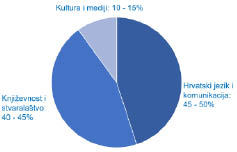 Kultura i mediji: 10 - 15%
Hrvatski jezik i
komunikacija:
45 - 50%
Književnost i
stvaralaštvo:
40 - 45%